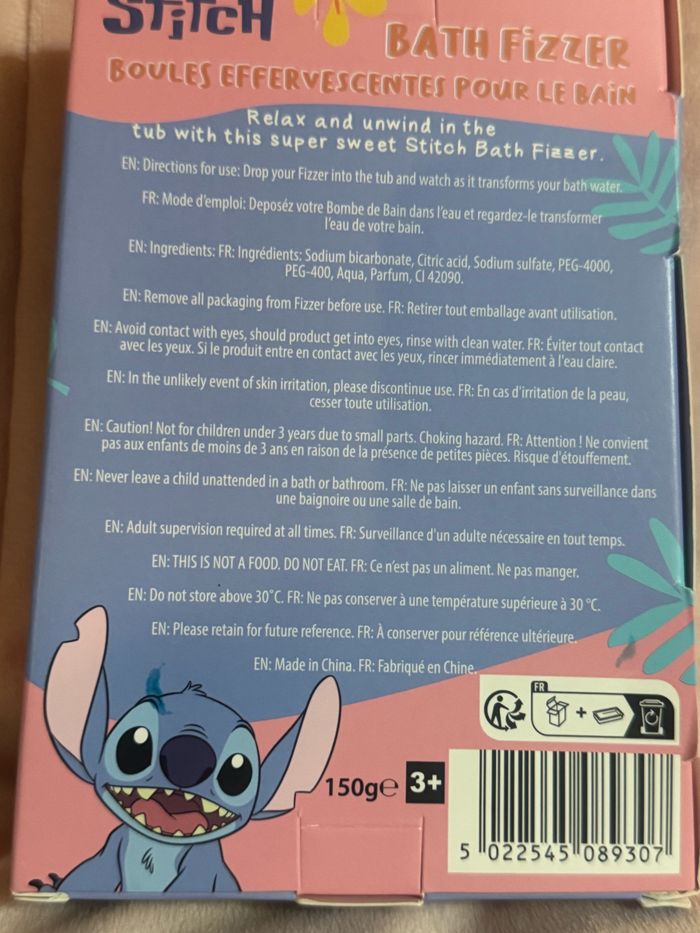 STITCH
BATH FIZZER
BOULES EFFERVESCENTES POUR LE BAIN
Relax and unwind in the
tub with this super sweet Stitch Bath Fizzer.
EN: Directions for use: Drop your Fizzer into the tub and watch as it transforms your bath water.
FR: Mode d'emploi: Deposéz votre Bombe de Bain dans l'eau et regardez-le transformer
l'eau de votre bain.
EN: Ingredients: FR: Ingrédients: Sodium bicarbonate, Citric acid, Sodium sulfate, PEG-4000,
PEG-400, Aqua, Parfum, CI 42090.
EN: Remove all packaging from Fizzer before use. FR: Retirer tout emballage avant utilisation.
EN: Avoid contact with eyes, should product get into eyes, rinse with clean water. FR: Éviter tout contact
avec les yeux. Si le produit entre en contact avec les yeux, rincer immédiatement à l'eau claire.
EN: In the unlikely event of skin irritation, please discontinue use. FR: En cas d'irritation de la peau,
cesser toute utilisation.
EN: Caution! Not for children under 3 years due to small parts. Choking hazard. FR: Attention ! Ne convient
pas aux enfants de moins de 3 ans en raison de la présence de petites pièces. Risque d'étouffement.
EN: Never leave a child unattended in a bath or bathroom. FR: Ne pas laisser un enfant sans surveillance dans
une baignoire ou une salle de bain.
EN: Adult supervision required at all times. FR: Surveillance d'un adulte nécessaire en tout temps.
EN: THIS IS NOT A FOOD. DO NOT EAT. FR: Ce n'est pas un aliment. Ne pas manger.
EN: Do not store above 30°C. FR: Ne pas conserver à une température supérieure à 30 °C.
EN: Please retain for future reference. FR: À conserver pour référence ultérieure.
EN: Made in China. FR: Fabriqué en Chine.
FR
+
150g℮ 3+
5 022545 089307